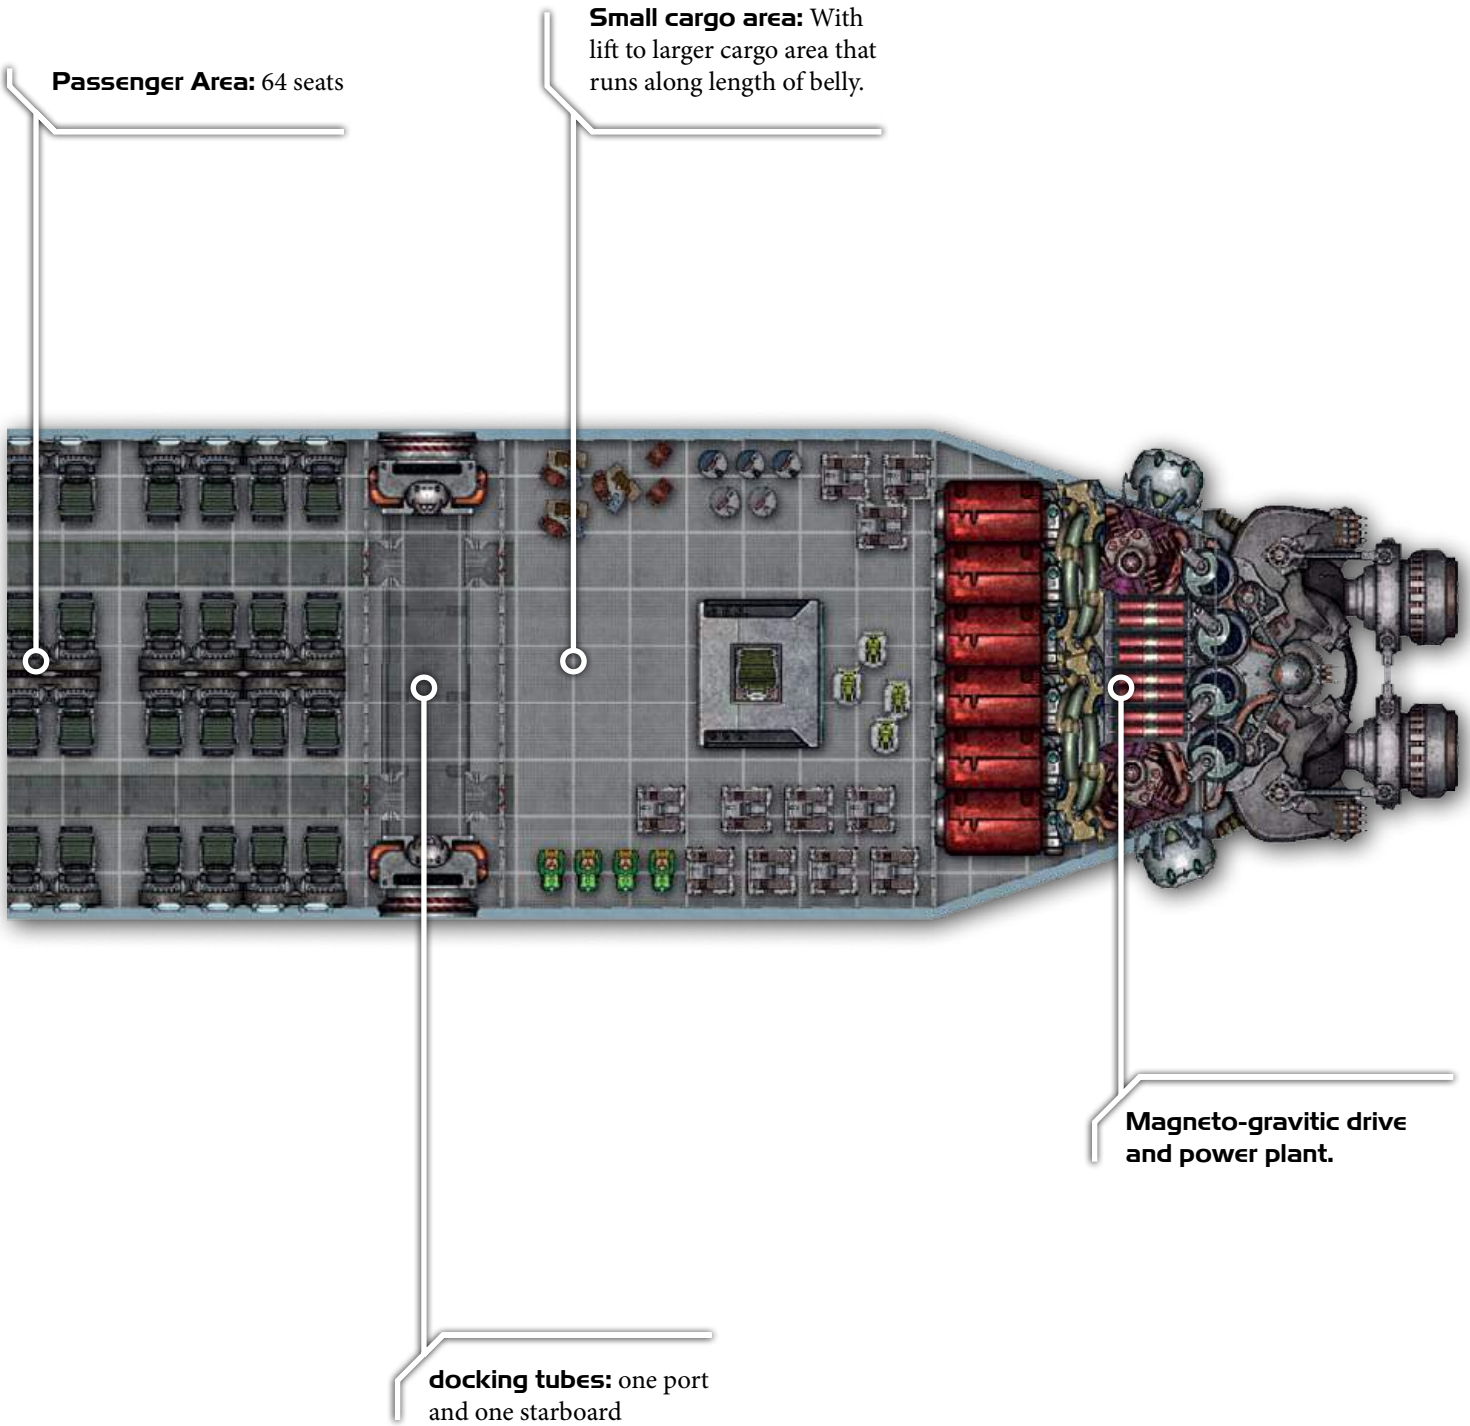 Small cargo area: With
lift to larger cargo area that
runs along length of belly.
Passenger Area: 64 seats
Magneto-gravitic drive
and power plant.
docking tubes: one port
and one starboard